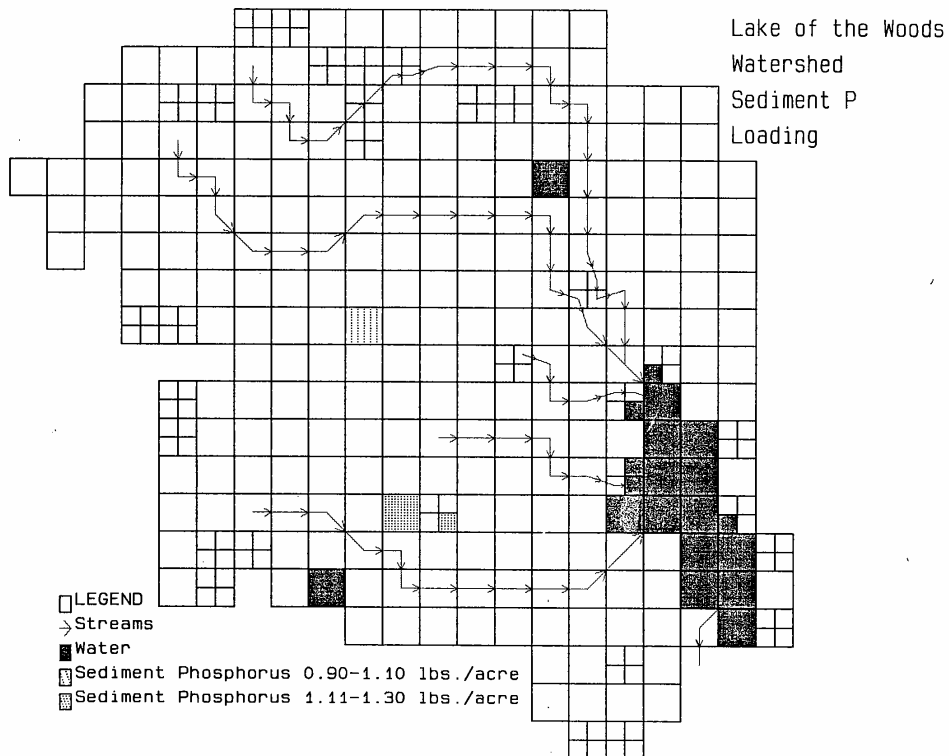 Lake of the Woods
Watershed
Sediment P
Loading
LEGEND
Streams
Water
Sediment Phosphorus 0.90-1.10 lbs./acre
Sediment Phosphorus 1.11-1.30 lbs./acre